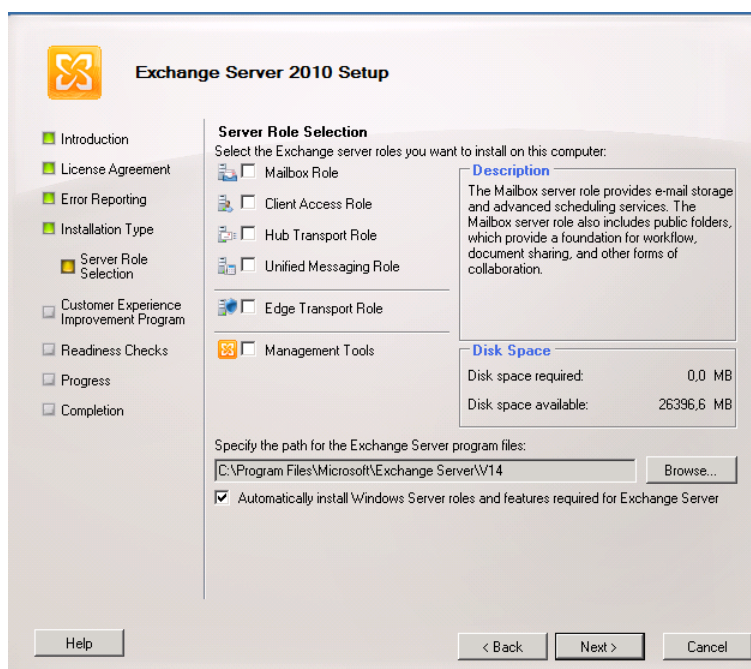 Exchange Server 2010 Setup
Introduction
License Agreement
Error Reporting
Installation Type
Server Role
Selection
Customer Experience
Improvement Program
Readiness Checks
Progress
Completion
Server Role Selection
Select the Exchange server roles you want to install on this computer:
Mailbox Role
Client Access Role
Hub Transport Role
Unified Messaging Role
Edge Transport Role
Management Tools
Description
The Mailbox server role provides e-mail storage
and advanced scheduling services. The
Mailbox server role also includes public folders,
which provide a foundation for workflow,
document sharing, and other forms of
collaboration.
Disk Space
Disk space required: 0,0 MB
Disk space available: 26396,6 MB
Specify the path for the Exchange Server program files:
C:\Program Files\Microsoft\Exchange Server\V14
Browse...
Automatically install Windows Server roles and features required for Exchange Server
Help
< Back
Next >
Cancel